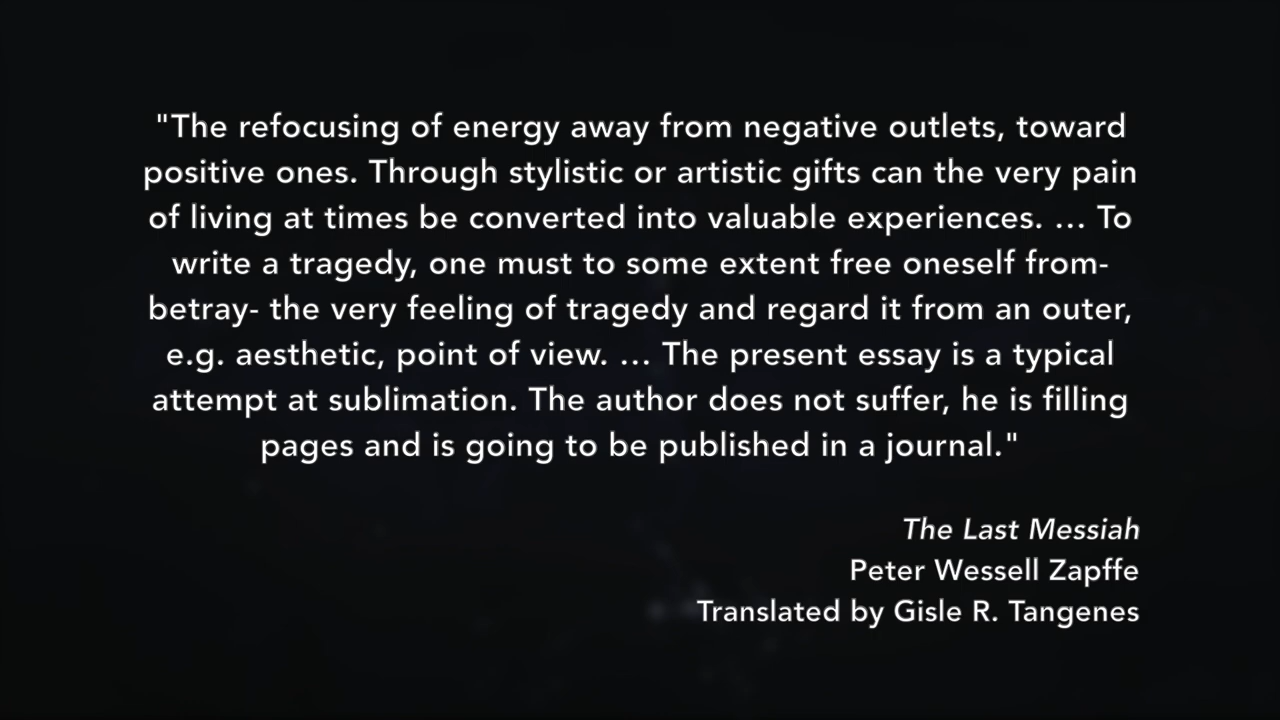 "The refocusing of energy away from negative outlets, toward
positive ones. Through stylistic or artistic gifts can the very pain
of living at times be converted into valuable experiences. ... To
write a tragedy, one must to some extent free oneself from-
betray- the very feeling of tragedy and regard it from an outer,
e.g. aesthetic, point of view. ... The present essay is a typical
attempt at sublimation. The author does not suffer, he is filling
pages and is going to be published in a journal."
The Last Messiah
Peter Wessell Zapffe
Translated by Gisle R. Tangenes